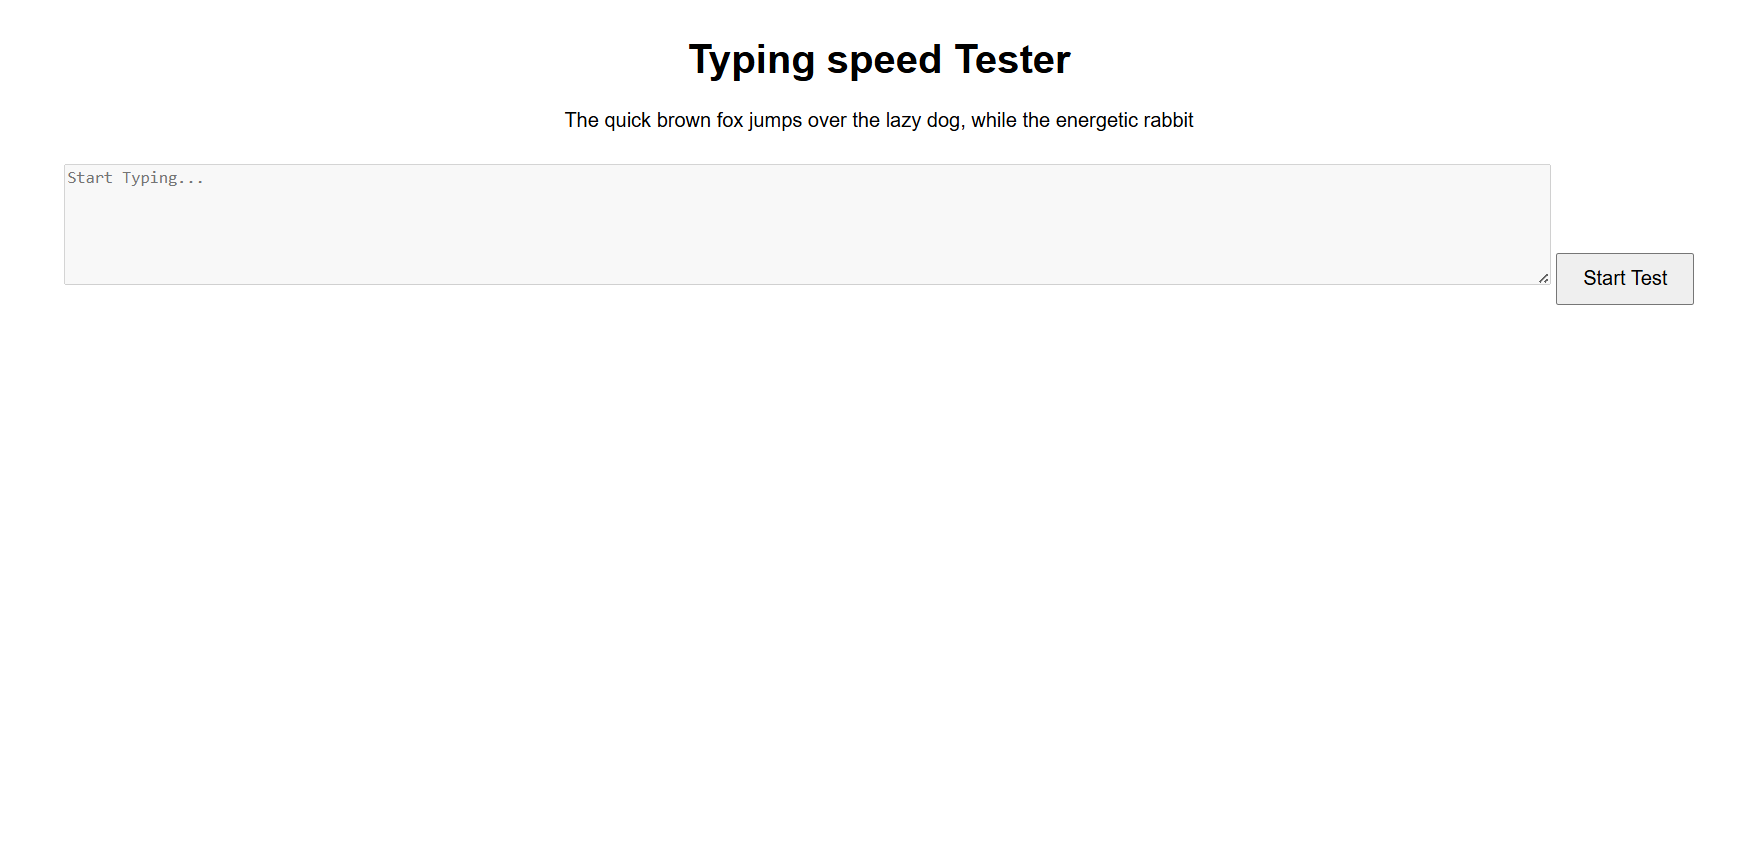 Typing speed Tester
The quick brown fox jumps over the lazy dog, while the energetic rabbit
Start Typing...
Start Test